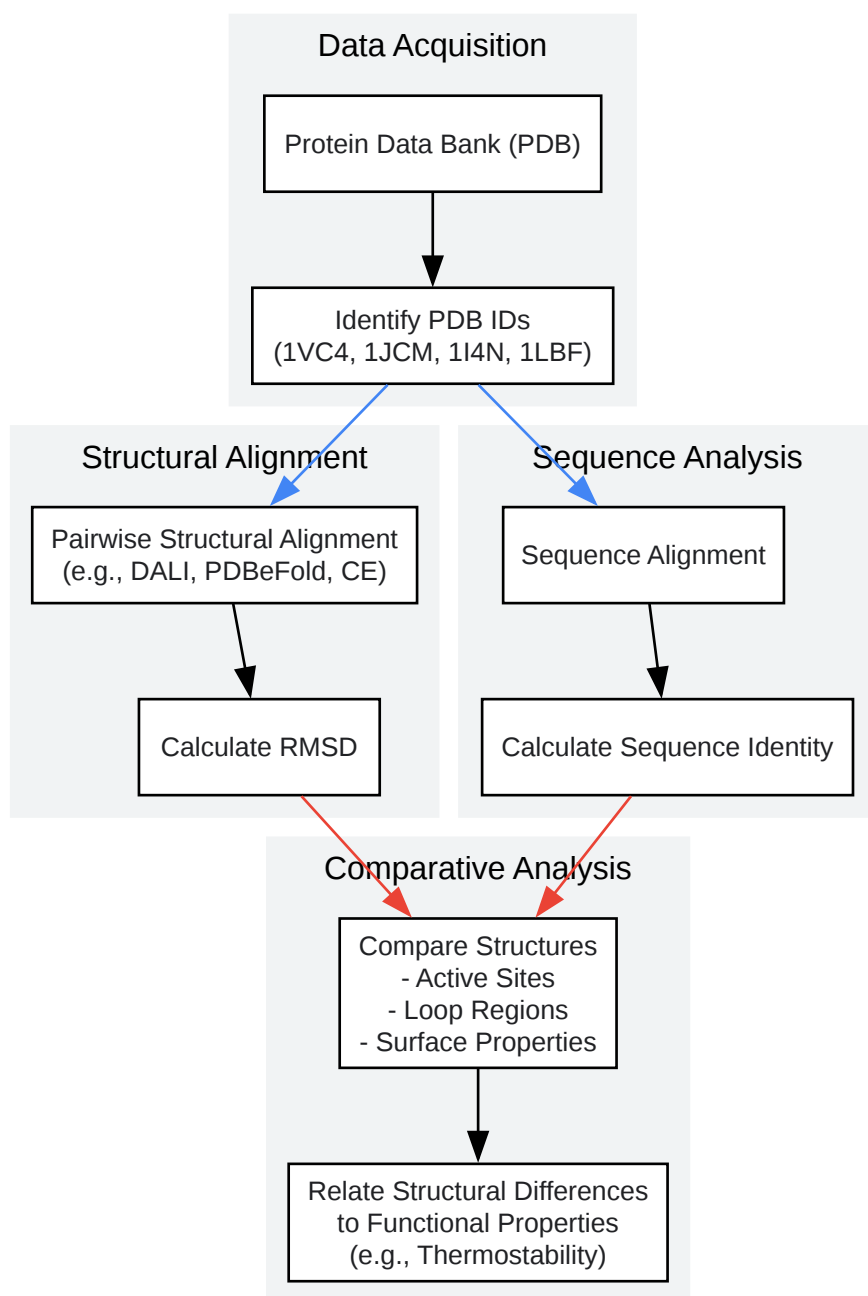 Data Acquisition
Protein Data Bank (PDB)
Identify PDB IDs
(1VC4, 1JCM, 1I4N, 1LBF)
Structural Alignment
Pairwise Structural Alignment
(e.g., DALI, PDBeFold, CE)
Calculate RMSD
Sequence Analysis
Sequence Alignment
Calculate Sequence Identity
Comparative Analysis
Compare Structures
- Active Sites
- Loop Regions
- Surface Properties
Relate Structural Differences
to Functional Properties
(e.g., Thermostability)